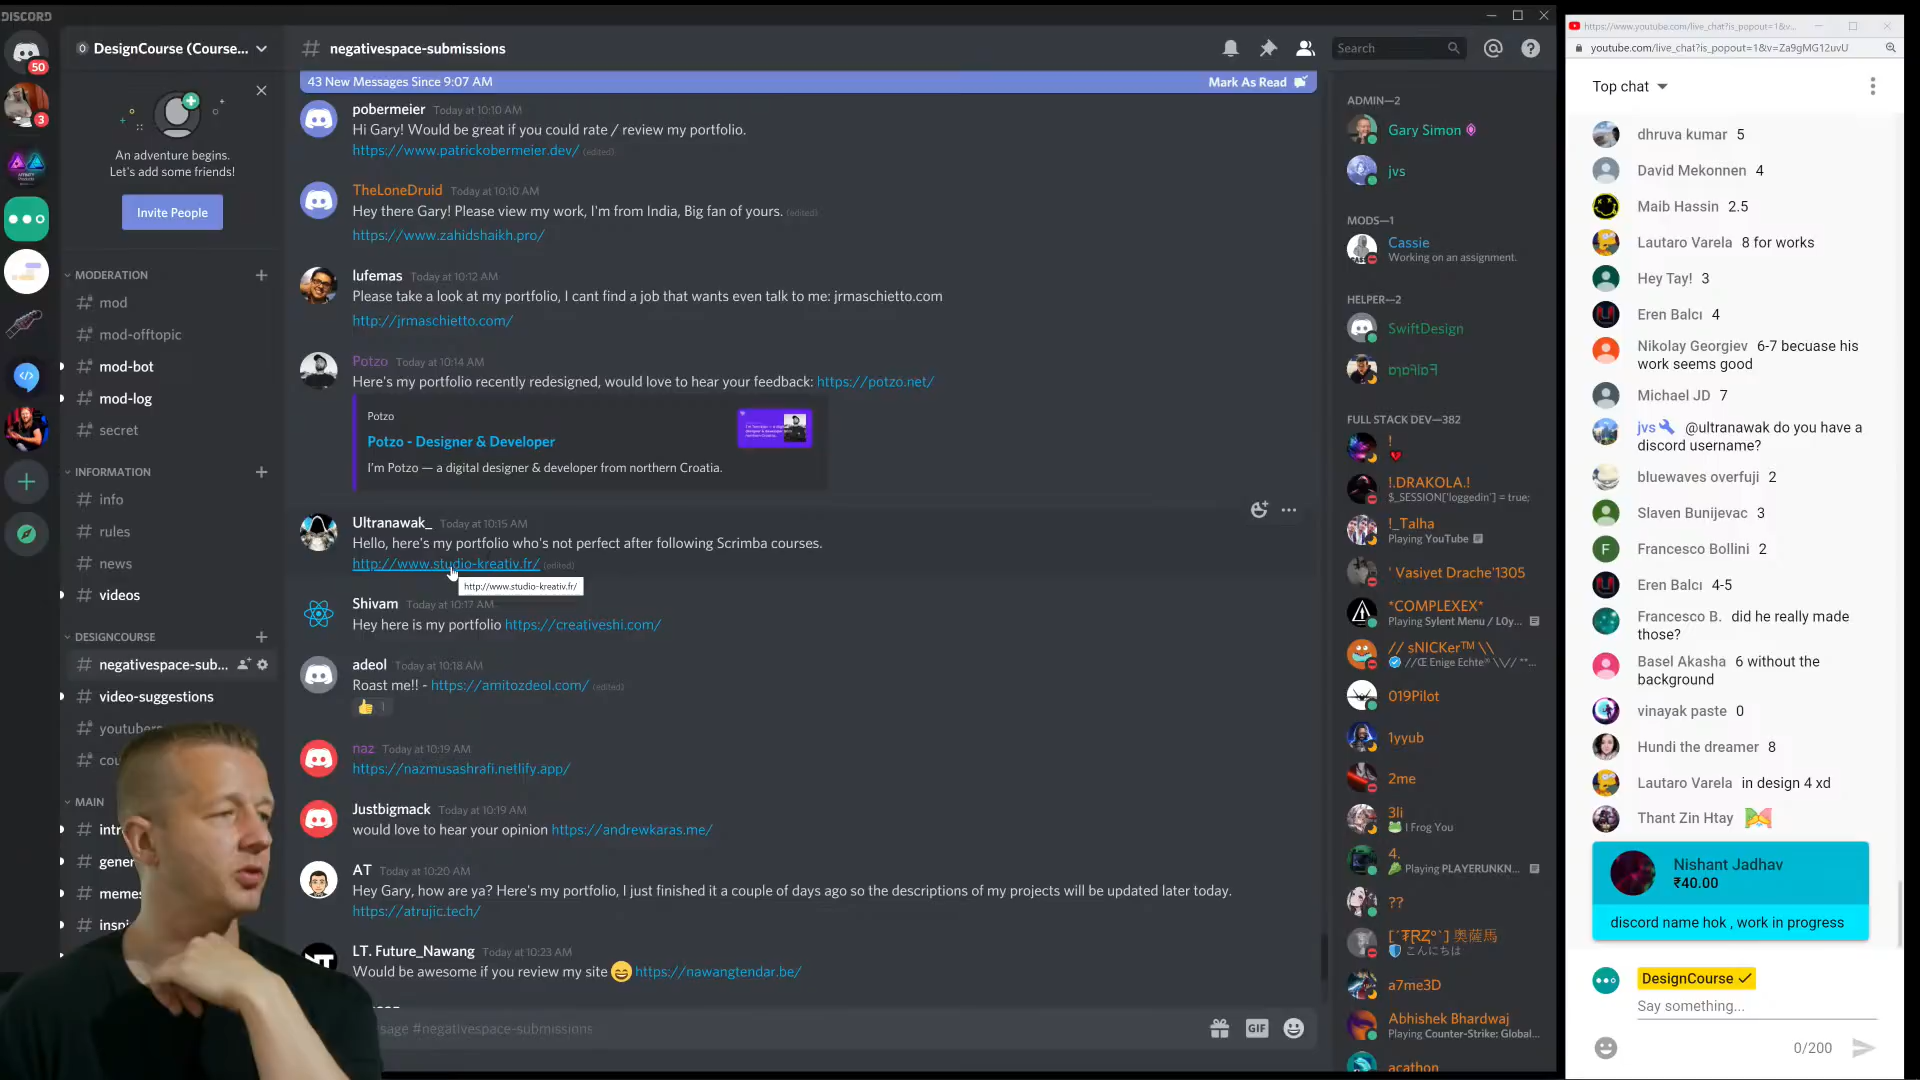 DISCORD
50
3
DesignCourse (Course...
An adventure begins.
Let's add some friends!
Invite People
MODERATION
mod
mod-offtopic
mod-bot
mod-log
secret
INFORMATION
info
rules
news
videos
DESIGNCOURSE
negativespace-sub...
video-suggestions
youtubers
MAIN
# negativespace-submissions
Search
43 New Messages Since 9:07 AM
Mark As Read
pobermeier Today at 10:10 AM
Hi Gary! Would be great if you could rate / review my portfolio.
https://www.patrickobermeier.dev/ (edited)
TheLoneDruid Today at 10:10 AM
Hey there Gary! Please view my work, I'm from India, Big fan of yours. (edited)
https://www.zahidshaikh.pro/
lufemas Today at 10:12 AM
Please take a look at my portfolio, I cant find a job that wants even talk to me: jrmaschietto.com
http://jrmaschietto.com/
Potzo Today at 10:14 AM
Here's my portfolio recently redesigned, would love to hear your feedback: https://potzo.net/
Potzo
Potzo - Designer & Developer
I'm Potzo — a digital designer & developer from northern Croatia.
Ultranawak_ Today at 10:15 AM
Hello, here's my portfolio who's not perfect after following Scrimba courses.
http://www.studio-kreativ.fr/ (edited)
http://www.studio-kreativ.fr/
Shivam Today at 10:17 AM
Hey here is my portfolio https://creativeshi.com/
adeol Today at 10:18 AM
Roast me!! - https://amitozdeol.com/ (edited)
👍 1
naz Today at 10:19 AM
https://nazmusashrafi.netlify.app/
Justbigmack Today at 10:19 AM
would love to hear your opinion https://andrewkaras.me/
AT Today at 10:20 AM
Hey Gary, how are ya? Here's my portfolio, I just finished it a couple of days ago so the descriptions of my projects will be updated later today.
https://atrujic.tech/
LT. Future_Nawang Today at 10:23 AM
Would be awesome if you review my site 😄 https://nawangtendar.be/
#negativespace-submissions
GIF
ADMIN—2
Gary Simon
jvs
MODS—1
Cassie
Working on an assignment.
HELPER—2
SwiftDesign
FULL STACK DEV—382
!
!.DRAKOLA.!
$_SESSION['loggedin'] = true;
!_Talha
Playing YouTube
' Vasiyet Drache'1305
*COMPLEXEX*
Playing Sylent Menu / L0y...
// sNICKer™ \\
//Œ Enige Echte® \\// **...
019Pilot
1yyub
2me
3li
I Frog You
4.
Playing PLAYERUNKN...
??
こんにちは
a7me3D
Abhishek Bhardwaj
Playing Counter-Strike: Global...
acathon
https://www.youtube.com/live_chat?is_popout=1&v...
youtube.com/live_chat?is_popout=1&v=Za9gMG12uvU
Top chat
dhruva kumar 5
David Mekonnen 4
Maib Hassin 2.5
Lautaro Varela 8 for works
Hey Tay! 3
Eren Balcı 4
Nikolay Georgiev 6-7 becuase his
work seems good
Michael JD 7
jvs @ultranawak do you have a
discord username?
bluewaves overfuji 2
Slaven Bunijevac 3
Francesco Bollini 2
Eren Balcı 4-5
Francesco B. did he really made
those?
Basel Akasha 6 without the
background
vinayak paste 0
Hundi the dreamer 8
Lautaro Varela in design 4 xd
Thant Zin Htay
Nishant Jadhav
₹40.00
discord name hok , work in progress
DesignCourse ✓
Say something...
0/200